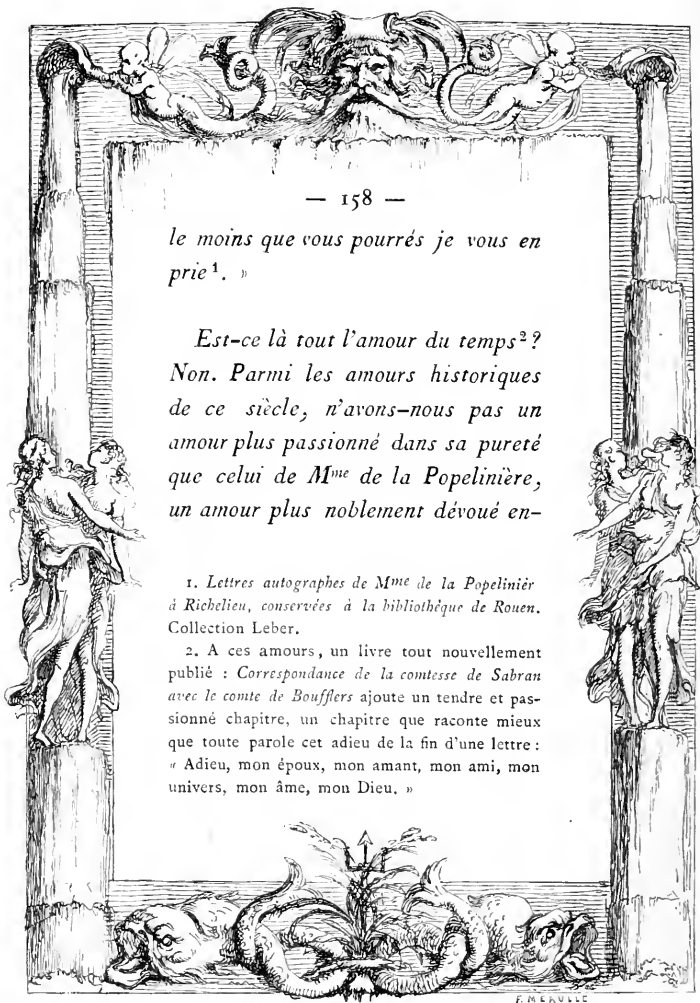 — 158 —
le moins que vous pourrés je vous en
prie¹. »
Est-ce là tout l'amour du temps²?
Non. Parmi les amours historiques
de ce siècle, n'avons-nous pas un
amour plus passionné dans sa pureté
que celui de Mᵐᵉ de la Popelinière,
un amour plus noblement dévoué en-
1. Lettres autographes de Mᵐᵉ de la Popelinièr
à Richelieu, conservées à la bibliothèque de Rouen.
Collection Leber.
2. A ces amours, un livre tout nouvellement
publié : Correspondance de la comtesse de Sabran
avec le comte de Boufflers ajoute un tendre et pas-
sionné chapitre, un chapitre que raconte mieux
que toute parole cet adieu de la fin d'une lettre :
« Adieu, mon époux, mon amant, mon ami, mon
univers, mon âme, mon Dieu. »
F. MÉAULLE